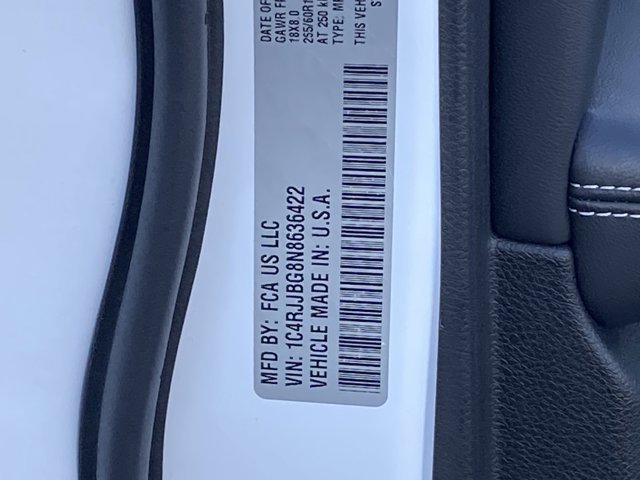 DATE OF
GAWR F
18X8.0
255/60R1
AT 250 k
TYPE: M
THIS VEH
S
MFD BY: FCA US LLC
VIN: 1C4RJJBG8N8636422
VEHICLE MADE IN: U.S.A.